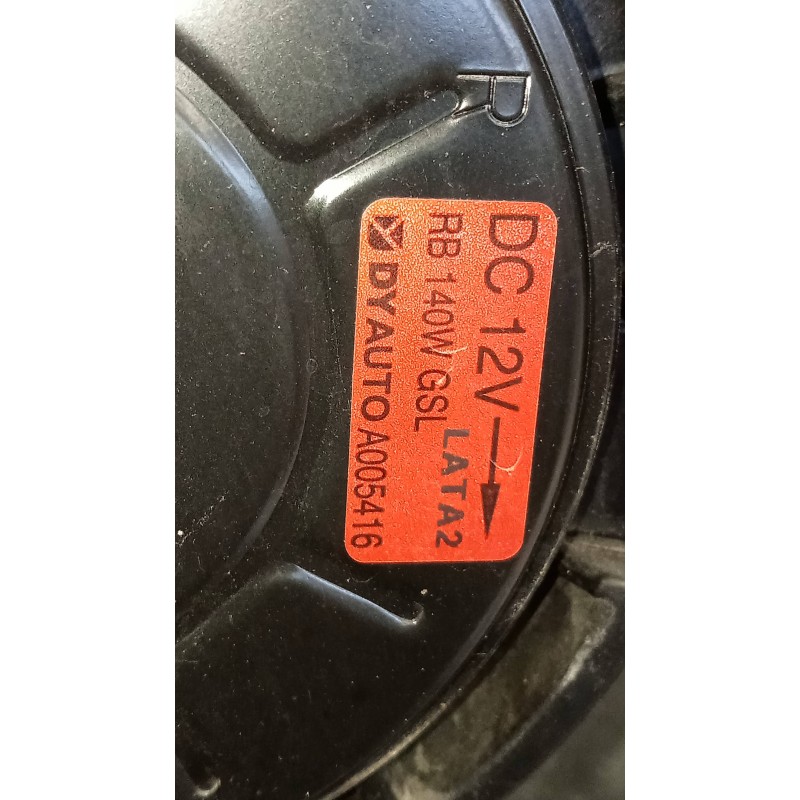 R
DC 12V
RB 140W GSL
LATA2
DYAUTO A005416